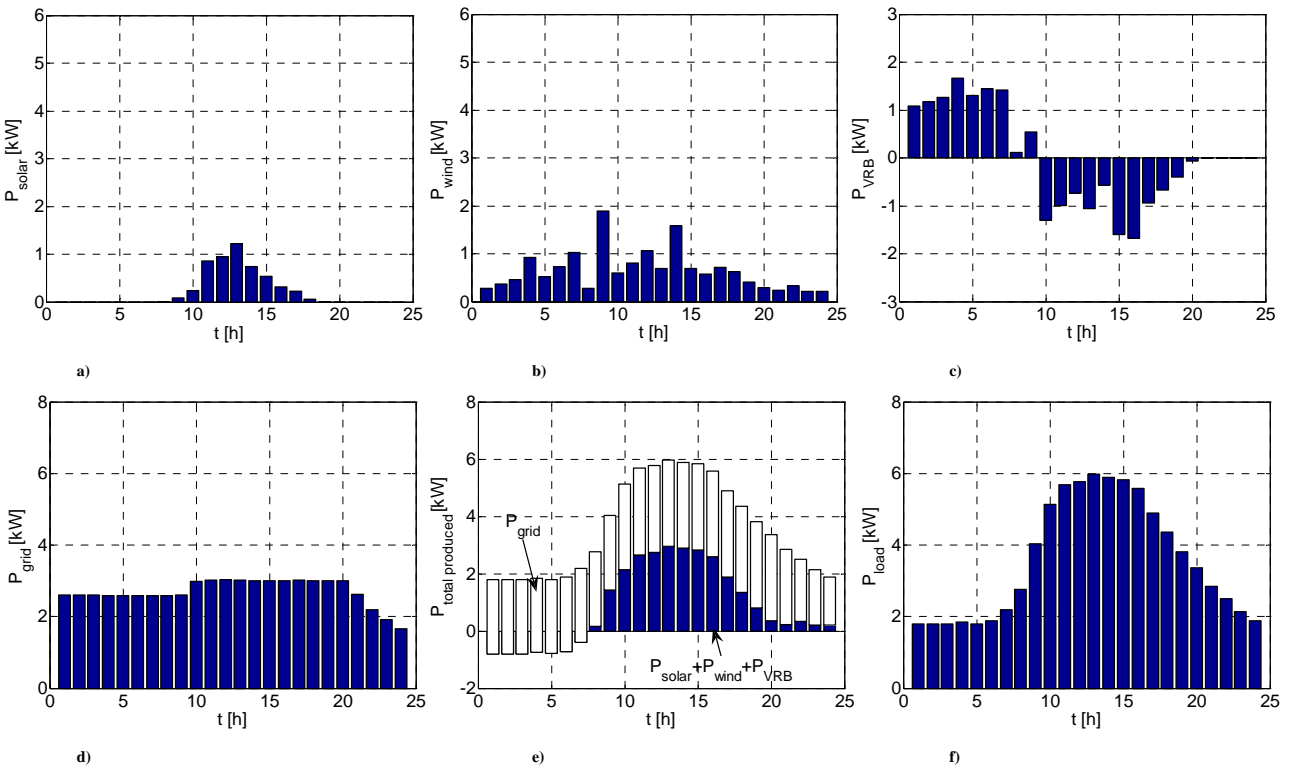 6
5
4
3
2
1
0
0 5 10 15 20 25
P_solar [kW]
t [h]
a)
6
5
4
3
2
1
0
0 5 10 15 20 25
P_wind [kW]
t [h]
b)
3
2
1
0
-1
-2
-3
0 5 10 15 20 25
P_VRB [kW]
t [h]
c)
8
6
4
2
0
0 5 10 15 20 25
P_grid [kW]
t [h]
d)
8
6
4
2
0
-2
0 5 10 15 20 25
P_total produced [kW]
P_grid
P_solar+P_wind+P_VRB
t [h]
e)
8
6
4
2
0
0 5 10 15 20 25
P_load [kW]
t [h]
f)